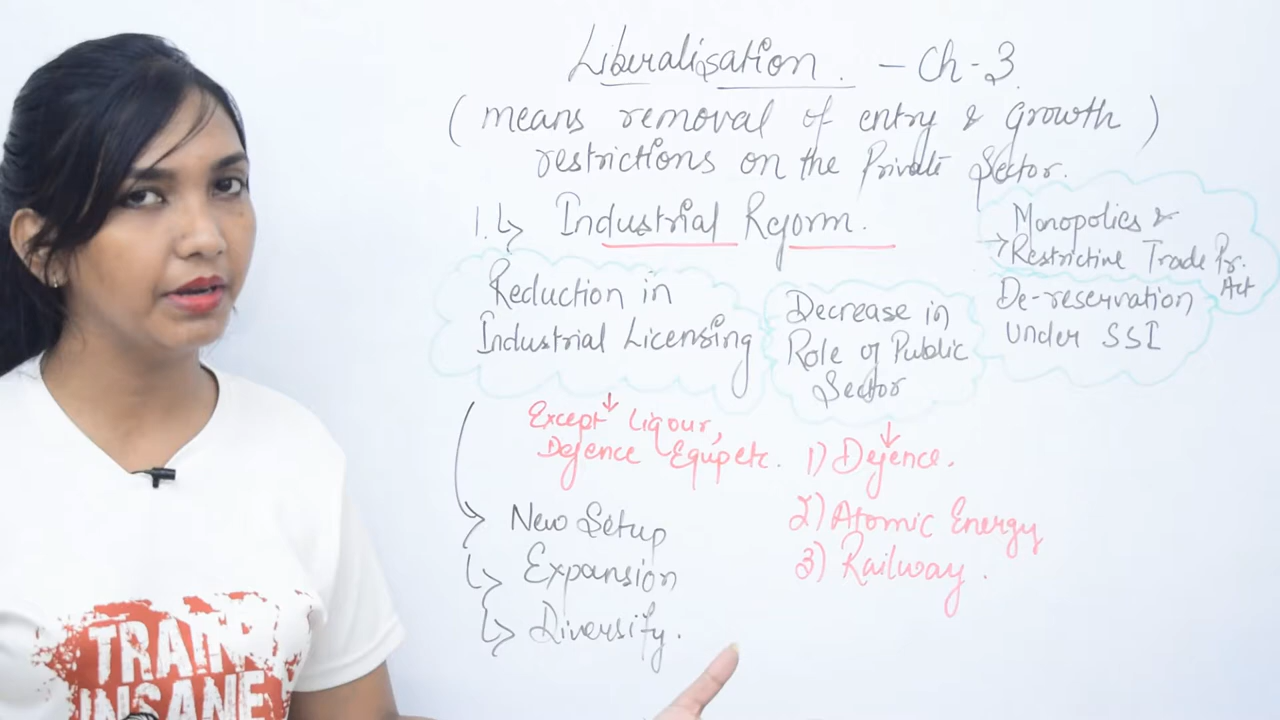 Liberalisation. - Ch-3
(means removal of entry & Growth)
restrictions on the Private Sector.
1.↳ Industrial Reform.
Reduction in
Industrial Licensing
Decrease in
Role of Public
Sector
Monopolies &
→ Restrictive Trade Pr.
Act
De-reservation
Under SSI
Except Liqour,
Defence Equip etc.
New Setup
Expansion
Diversify.
1) Defence.
2) Atomic Energy
3) Railway.
TRAIN
INSANE